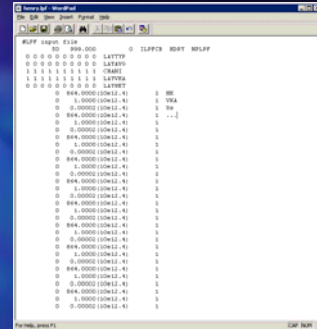 henry.lpf - WordPad
File Edit View Insert Format Help
#LPF input file
50 999.000 0 ILPFCB HDRY NPLPF
0 0 0 0 0 0 0 0 0 0 LAYTYP
0 0 0 0 0 0 0 0 0 0 LAYAVG
1 1 1 1 1 1 1 1 1 1 CHANI
1 1 1 1 1 1 1 1 1 1 LAYVKA
0 0 0 0 0 0 0 0 0 0 LAYWET
0 864.0000(10e12.4) 1 HK
0 1.0000(10e12.4) 1 VKA
0 0.00002(10e12.4) 1 Ss
0 864.0000(10e12.4) 1 ...
0 1.0000(10e12.4) 1
0 0.00002(10e12.4) 1
0 864.0000(10e12.4) 1
0 1.0000(10e12.4) 1
0 0.00002(10e12.4) 1
0 864.0000(10e12.4) 1
0 1.0000(10e12.4) 1
0 0.00002(10e12.4) 1
0 864.0000(10e12.4) 1
0 1.0000(10e12.4) 1
0 0.00002(10e12.4) 1
0 864.0000(10e12.4) 1
0 1.0000(10e12.4) 1
0 0.00002(10e12.4) 1
0 864.0000(10e12.4) 1
0 1.0000(10e12.4) 1
0 0.00002(10e12.4) 1
0 864.0000(10e12.4) 1
0 1.0000(10e12.4) 1
0 0.00002(10e12.4) 1
0 864.0000(10e12.4) 1
0 1.0000(10e12.4) 1
0 0.00002(10e12.4) 1
For Help, press F1
CAP NUM